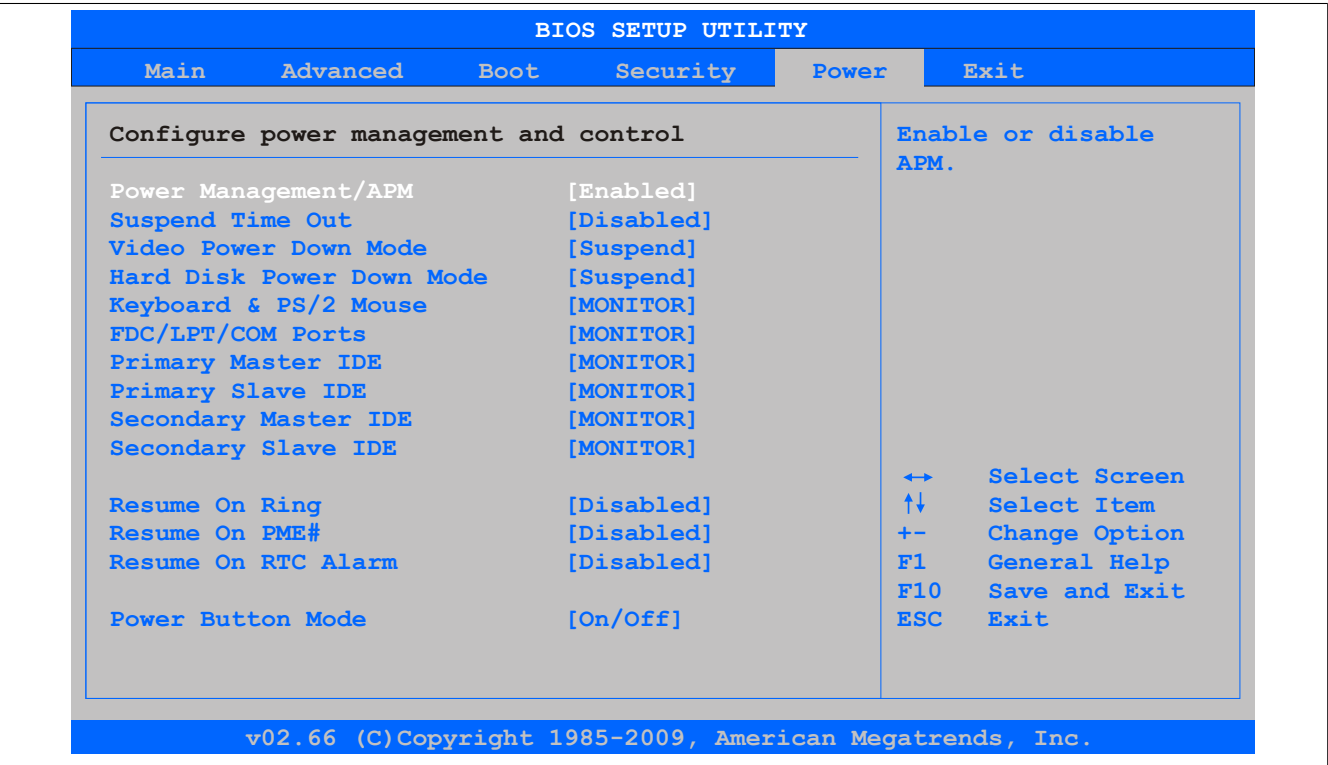 BIOS SETUP UTILITY
Main Advanced Boot Security Power Exit
Configure power management and control
Power Management/APM [Enabled]
Suspend Time Out [Disabled]
Video Power Down Mode [Suspend]
Hard Disk Power Down Mode [Suspend]
Keyboard & PS/2 Mouse [MONITOR]
FDC/LPT/COM Ports [MONITOR]
Primary Master IDE [MONITOR]
Primary Slave IDE [MONITOR]
Secondary Master IDE [MONITOR]
Secondary Slave IDE [MONITOR]
Resume On Ring [Disabled]
Resume On PME# [Disabled]
Resume On RTC Alarm [Disabled]
Power Button Mode [On/Off]
Enable or disable
APM.
↔ Select Screen
↑↓ Select Item
+- Change Option
F1 General Help
F10 Save and Exit
ESC Exit
v02.66 (C)Copyright 1985-2009, American Megatrends, Inc.